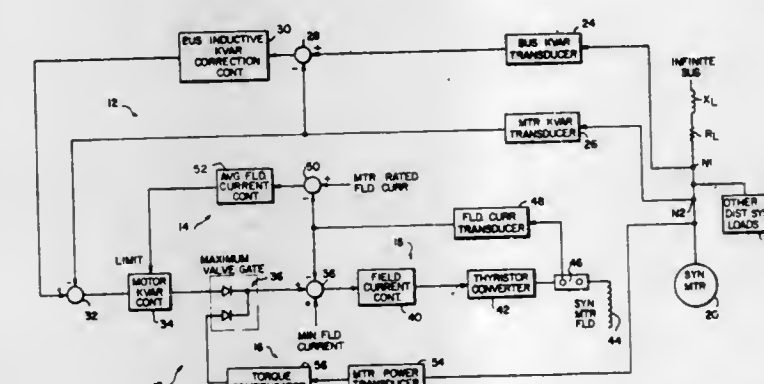 30
BUS INDUCTIVE
KVAR
CORRECTION
CONT
28
+
-
24
BUS KVAR
TRANSDUCER
INFINITE
BUS
XL
RL
12
MTR KVAR
TRANSDUCER
26
N1
N2
OTHER
DIST SYS
LOADS
52
AVG FLD.
CURRENT
CONT
50
+
-
MTR RATED
FLD CURR
14
48
FLD. CURR
TRANSDUCER
LIMIT
MAXIMUM
VALVE GATE
36
18
46
-
+
32
MOTOR
KVAR
CONT.
34
-
+
+
36
FIELD
CURRENT
CONT.
40
THYRISTOR
CONVERTER
42
SYN
MTR
FLD
44
SYN
MTR
20
MIN FLD
CURRENT
16
56
TORQUE
54
MTR POWER
TRANSDUCER